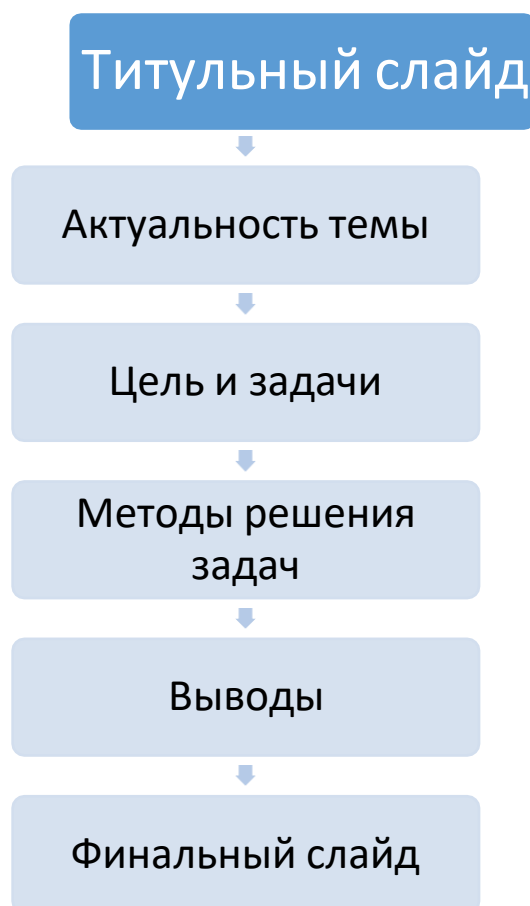 Титульный слайд
Актуальность темы
Цель и задачи
Методы решения
задач
Выводы
Финальный слайд